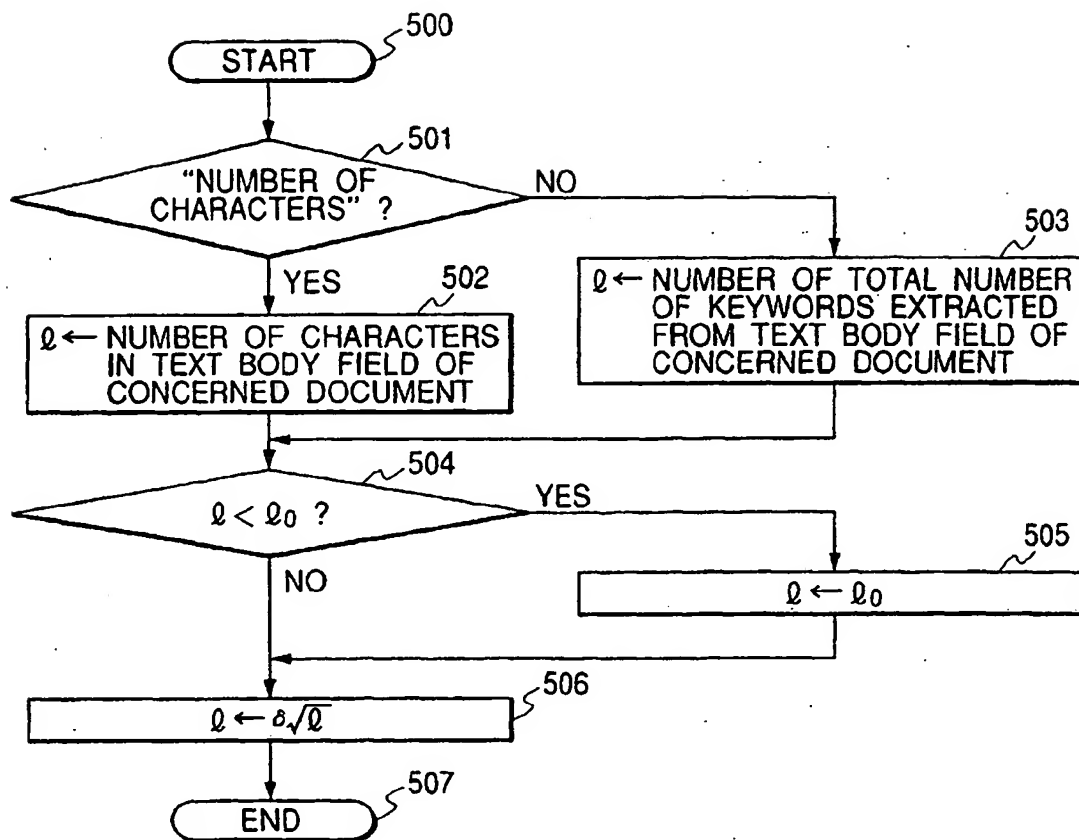 500
START
501
“NUMBER OF
CHARACTERS” ?
NO
YES
502
ℓ ← NUMBER OF CHARACTERS
IN TEXT BODY FIELD OF
CONCERNED DOCUMENT
503
ℓ ← NUMBER OF TOTAL NUMBER
OF KEYWORDS EXTRACTED
FROM TEXT BODY FIELD OF
CONCERNED DOCUMENT
504
ℓ < ℓ0 ?
YES
NO
505
ℓ ← ℓ0
506
ℓ ← δ√ℓ
507
END